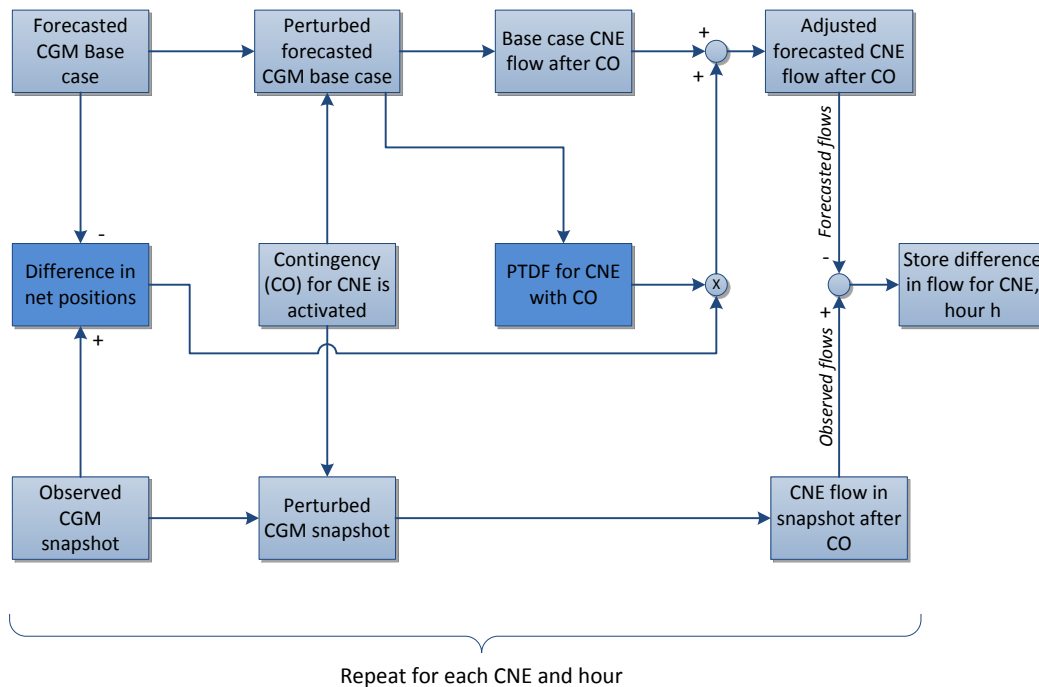 Forecasted
CGM Base
case
Perturbed
forecasted
CGM base case
Base case CNE
flow after CO
+
+
Adjusted
forecasted CNE
flow after CO
Forecasted flows
-
Difference in
net positions
+
Contingency
(CO) for CNE is
activated
PTDF for CNE
with CO
x
-
+
Store difference
in flow for CNE,
hour h
Observed flows
Observed
CGM
snapshot
Perturbed
CGM snapshot
CNE flow in
snapshot after
CO
Repeat for each CNE and hour